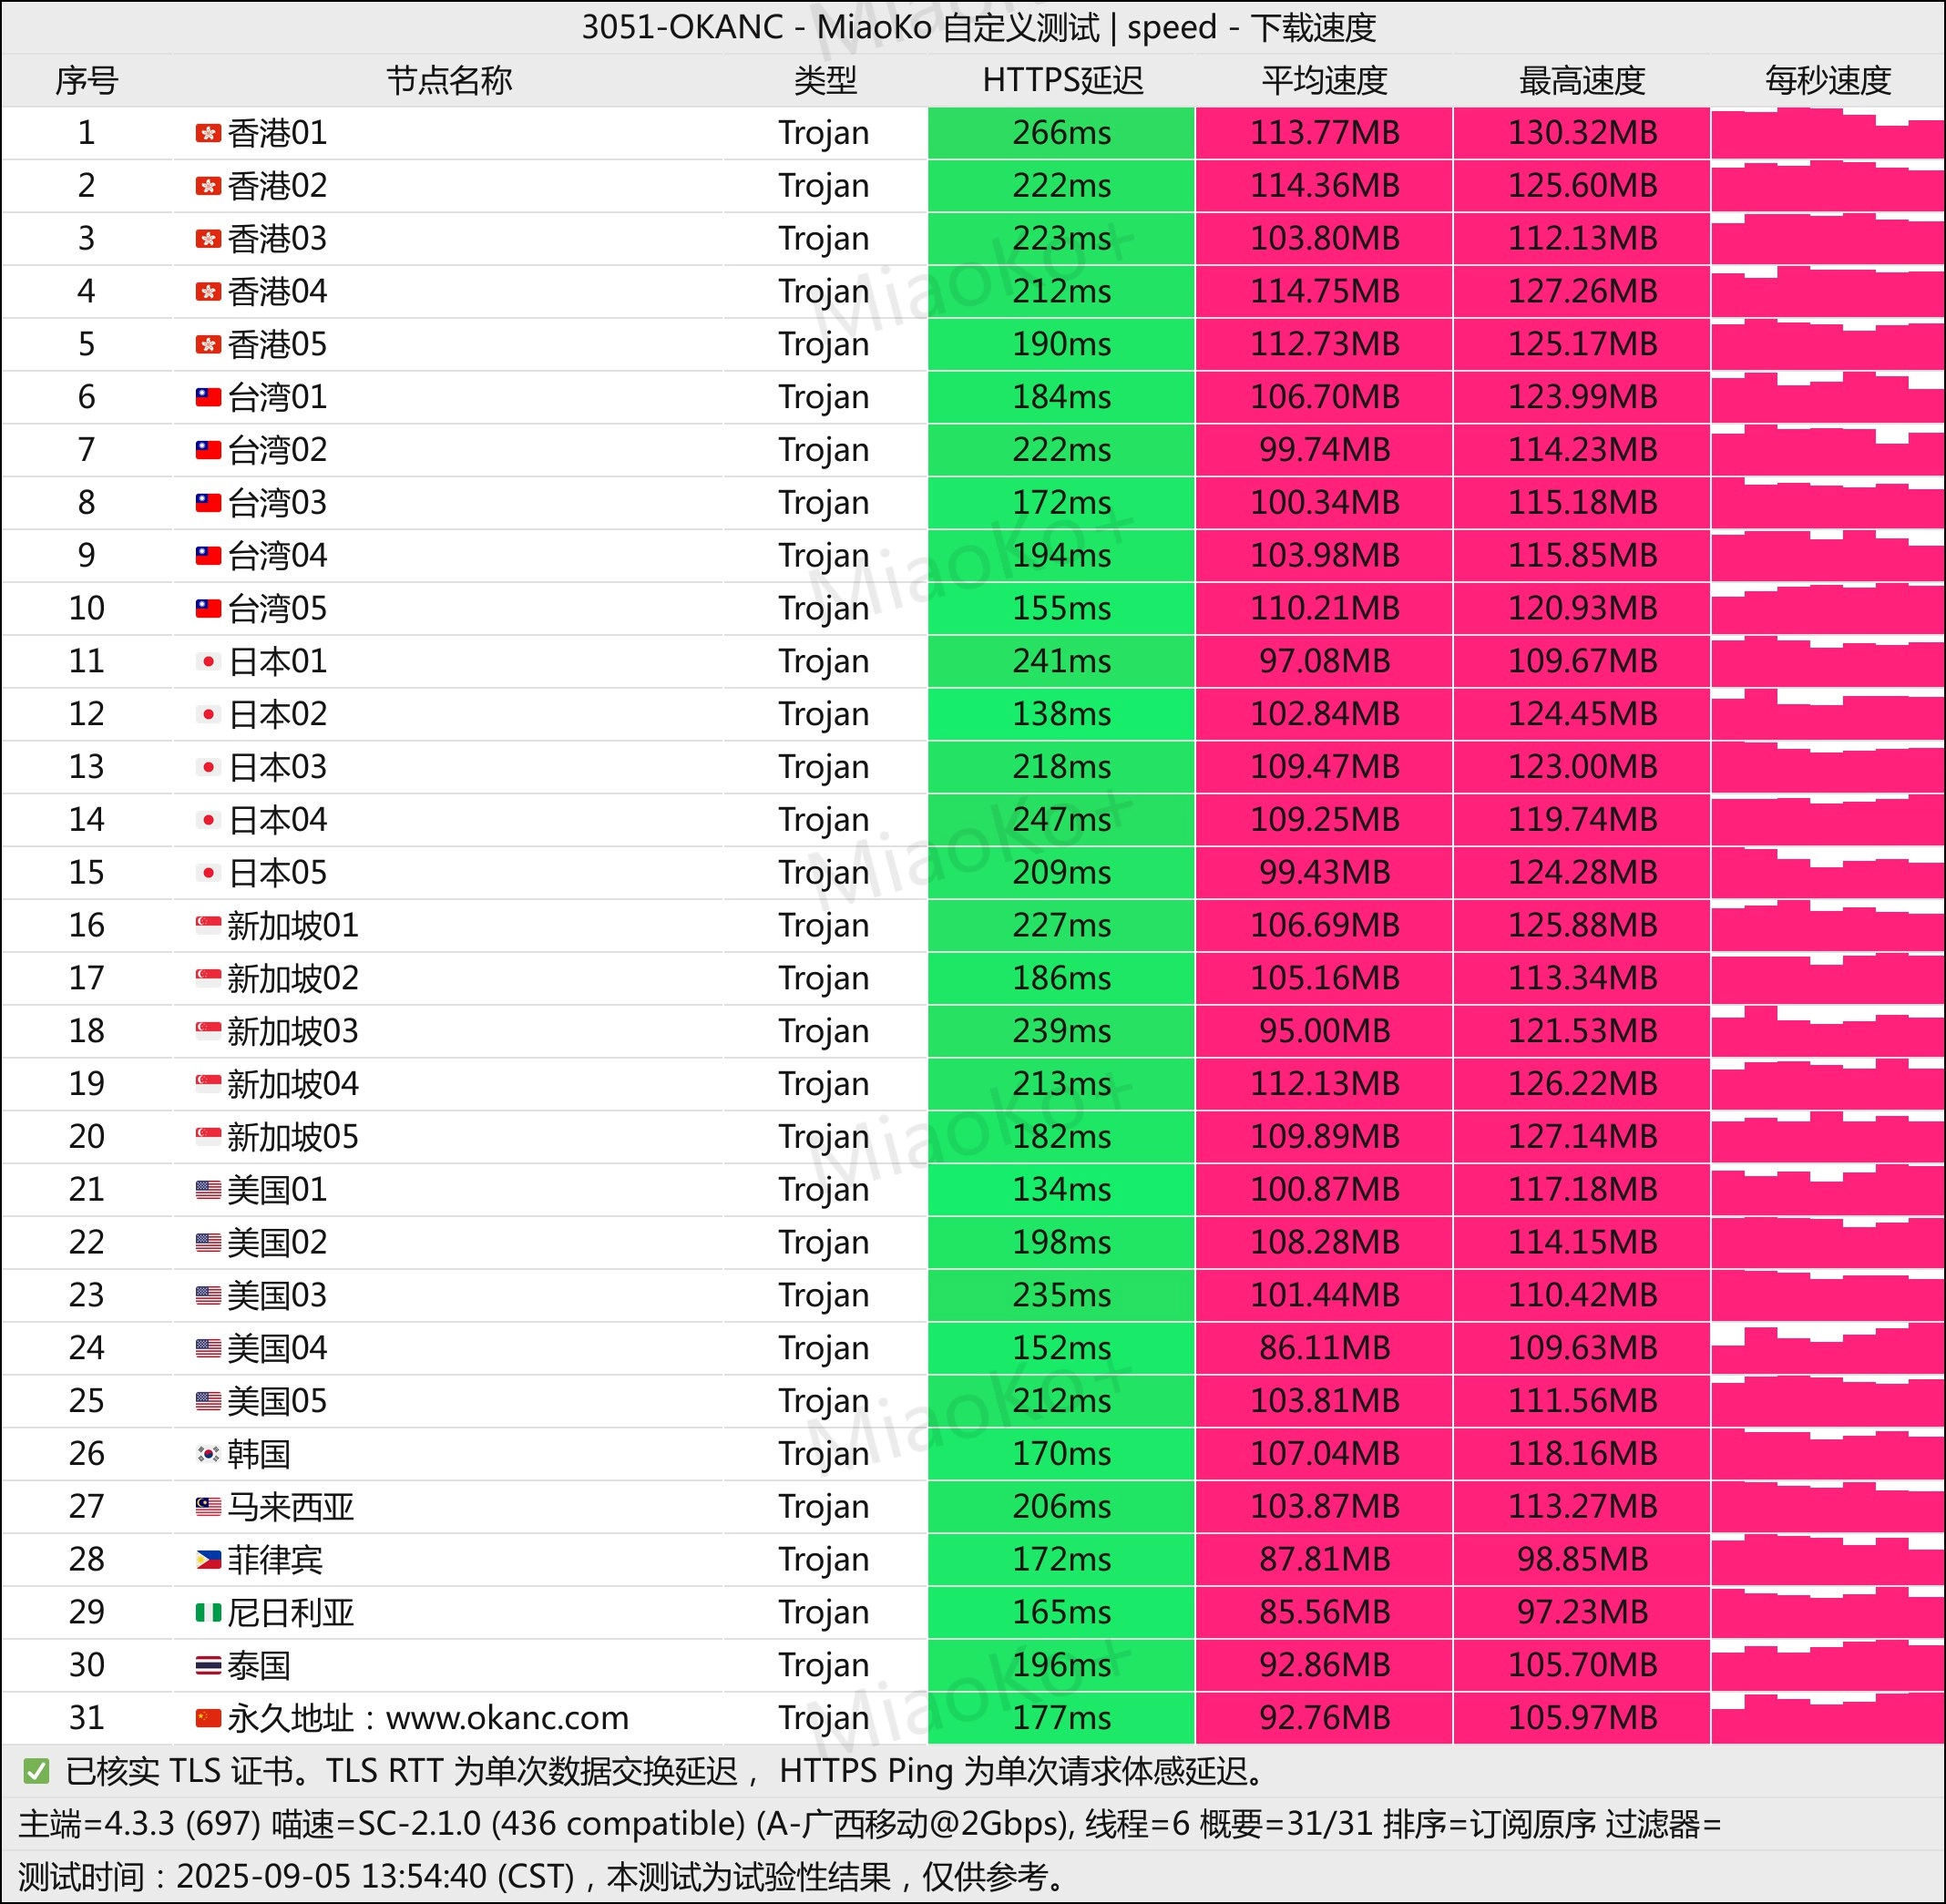 3051-OKANC - MiaoKo 自定义测试 | speed - 下载速度
序号 节点名称 类型 HTTPS延迟 平均速度 最高速度 每秒速度
1 香港01 Trojan 266ms 113.77MB 130.32MB
2 香港02 Trojan 222ms 114.36MB 125.60MB
3 香港03 Trojan 223ms 103.80MB 112.13MB
4 香港04 Trojan 212ms 114.75MB 127.26MB
5 香港05 Trojan 190ms 112.73MB 125.17MB
6 台湾01 Trojan 184ms 106.70MB 123.99MB
7 台湾02 Trojan 222ms 99.74MB 114.23MB
8 台湾03 Trojan 172ms 100.34MB 115.18MB
9 台湾04 Trojan 194ms 103.98MB 115.85MB
10 台湾05 Trojan 155ms 110.21MB 120.93MB
11 日本01 Trojan 241ms 97.08MB 109.67MB
12 日本02 Trojan 138ms 102.84MB 124.45MB
13 日本03 Trojan 218ms 109.47MB 123.00MB
14 日本04 Trojan 247ms 109.25MB 119.74MB
15 日本05 Trojan 209ms 99.43MB 124.28MB
16 新加坡01 Trojan 227ms 106.69MB 125.88MB
17 新加坡02 Trojan 186ms 105.16MB 113.34MB
18 新加坡03 Trojan 239ms 95.00MB 121.53MB
19 新加坡04 Trojan 213ms 112.13MB 126.22MB
20 新加坡05 Trojan 182ms 109.89MB 127.14MB
21 美国01 Trojan 134ms 100.87MB 117.18MB
22 美国02 Trojan 198ms 108.28MB 114.15MB
23 美国03 Trojan 235ms 101.44MB 110.42MB
24 美国04 Trojan 152ms 86.11MB 109.63MB
25 美国05 Trojan 212ms 103.81MB 111.56MB
26 韩国 Trojan 170ms 107.04MB 118.16MB
27 马来西亚 Trojan 206ms 103.87MB 113.27MB
28 菲律宾 Trojan 172ms 87.81MB 98.85MB
29 尼日利亚 Trojan 165ms 85.56MB 97.23MB
30 泰国 Trojan 196ms 92.86MB 105.70MB
31 永久地址：www.okanc.com Trojan 177ms 92.76MB 105.97MB
已核实 TLS 证书。TLS RTT 为单次数据交换延迟， HTTPS Ping 为单次请求体感延迟。
主端=4.3.3 (697) 喵速=SC-2.1.0 (436 compatible) (A-广西移动@2Gbps), 线程=6 概要=31/31 排序=订阅原序 过滤器=
测试时间：2025-09-05 13:54:40 (CST)，本测试为试验性结果，仅供参考。
MiaoKo+
MiaoKo+
MiaoKo+
MiaoKo+
MiaoKo+
MiaoKo+